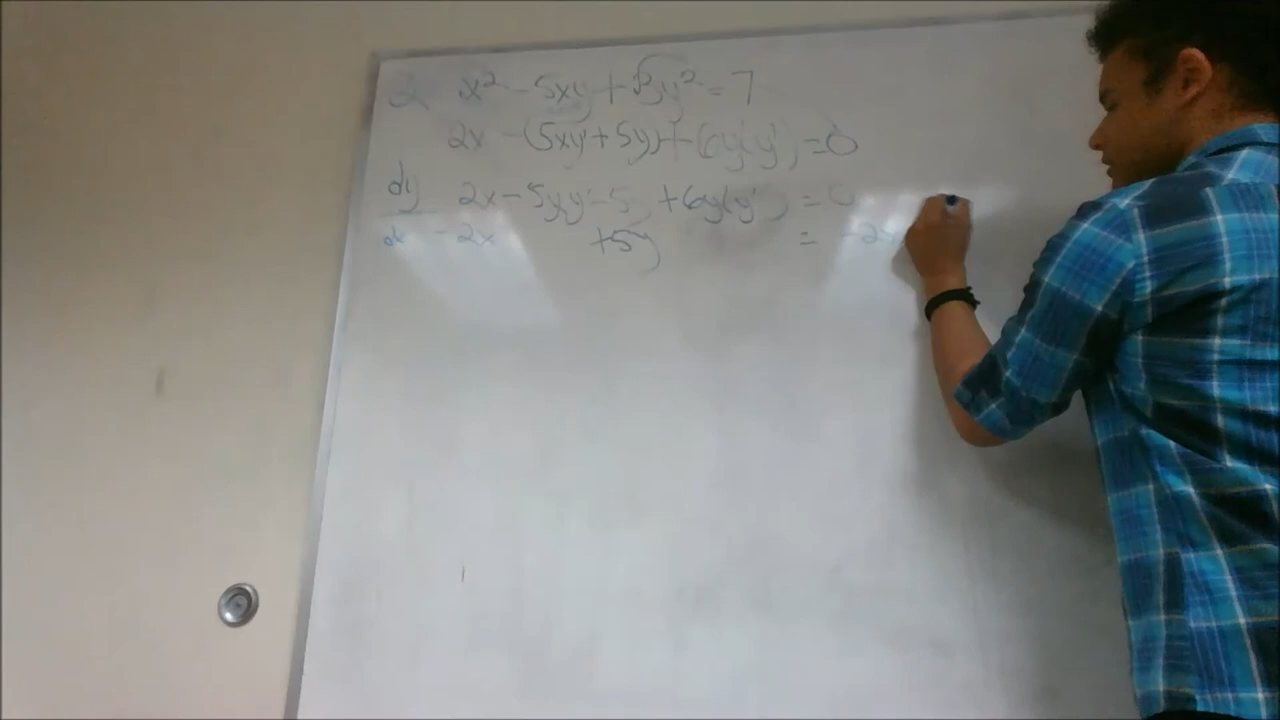 2 x² - 5xy + 3y² = 7
2x - (5xy' + 5y) + 6y(y') = 0
dy 2x - 5xy' - 5y + 6y(y') = 0
dx - 2x + 5y = -2x